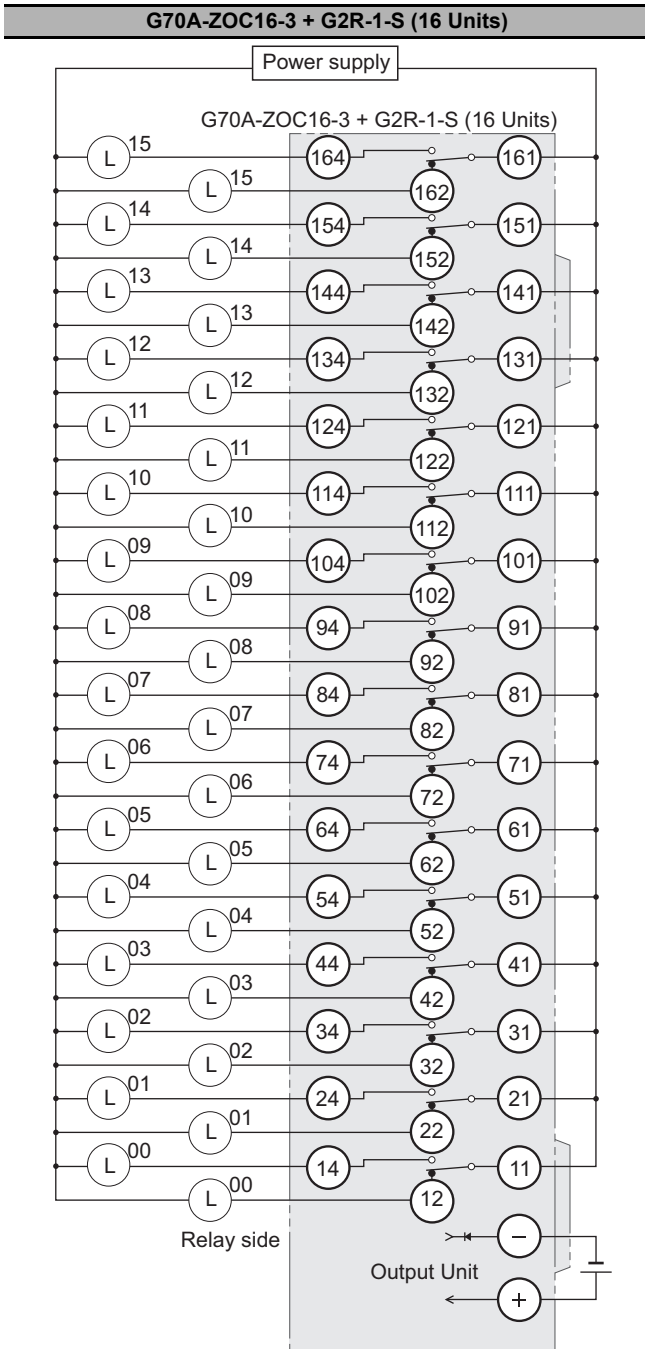 G70A-ZOC16-3 + G2R-1-S (16 Units)
Power supply
G70A-ZOC16-3 + G2R-1-S (16 Units)
L 15 164 161
L 15 162
L 14 154 151
L 14 152
L 13 144 141
L 13 142
L 12 134 131
L 12 132
L 11 124 121
L 11 122
L 10 114 111
L 10 112
L 09 104 101
L 09 102
L 08 94 91
L 08 92
L 07 84 81
L 07 82
L 06 74 71
L 06 72
L 05 64 61
L 05 62
L 04 54 51
L 04 52
L 03 44 41
L 03 42
L 02 34 31
L 02 32
L 01 24 21
L 01 22
L 00 14 11
L 00 12
Relay side
−
Output Unit
+